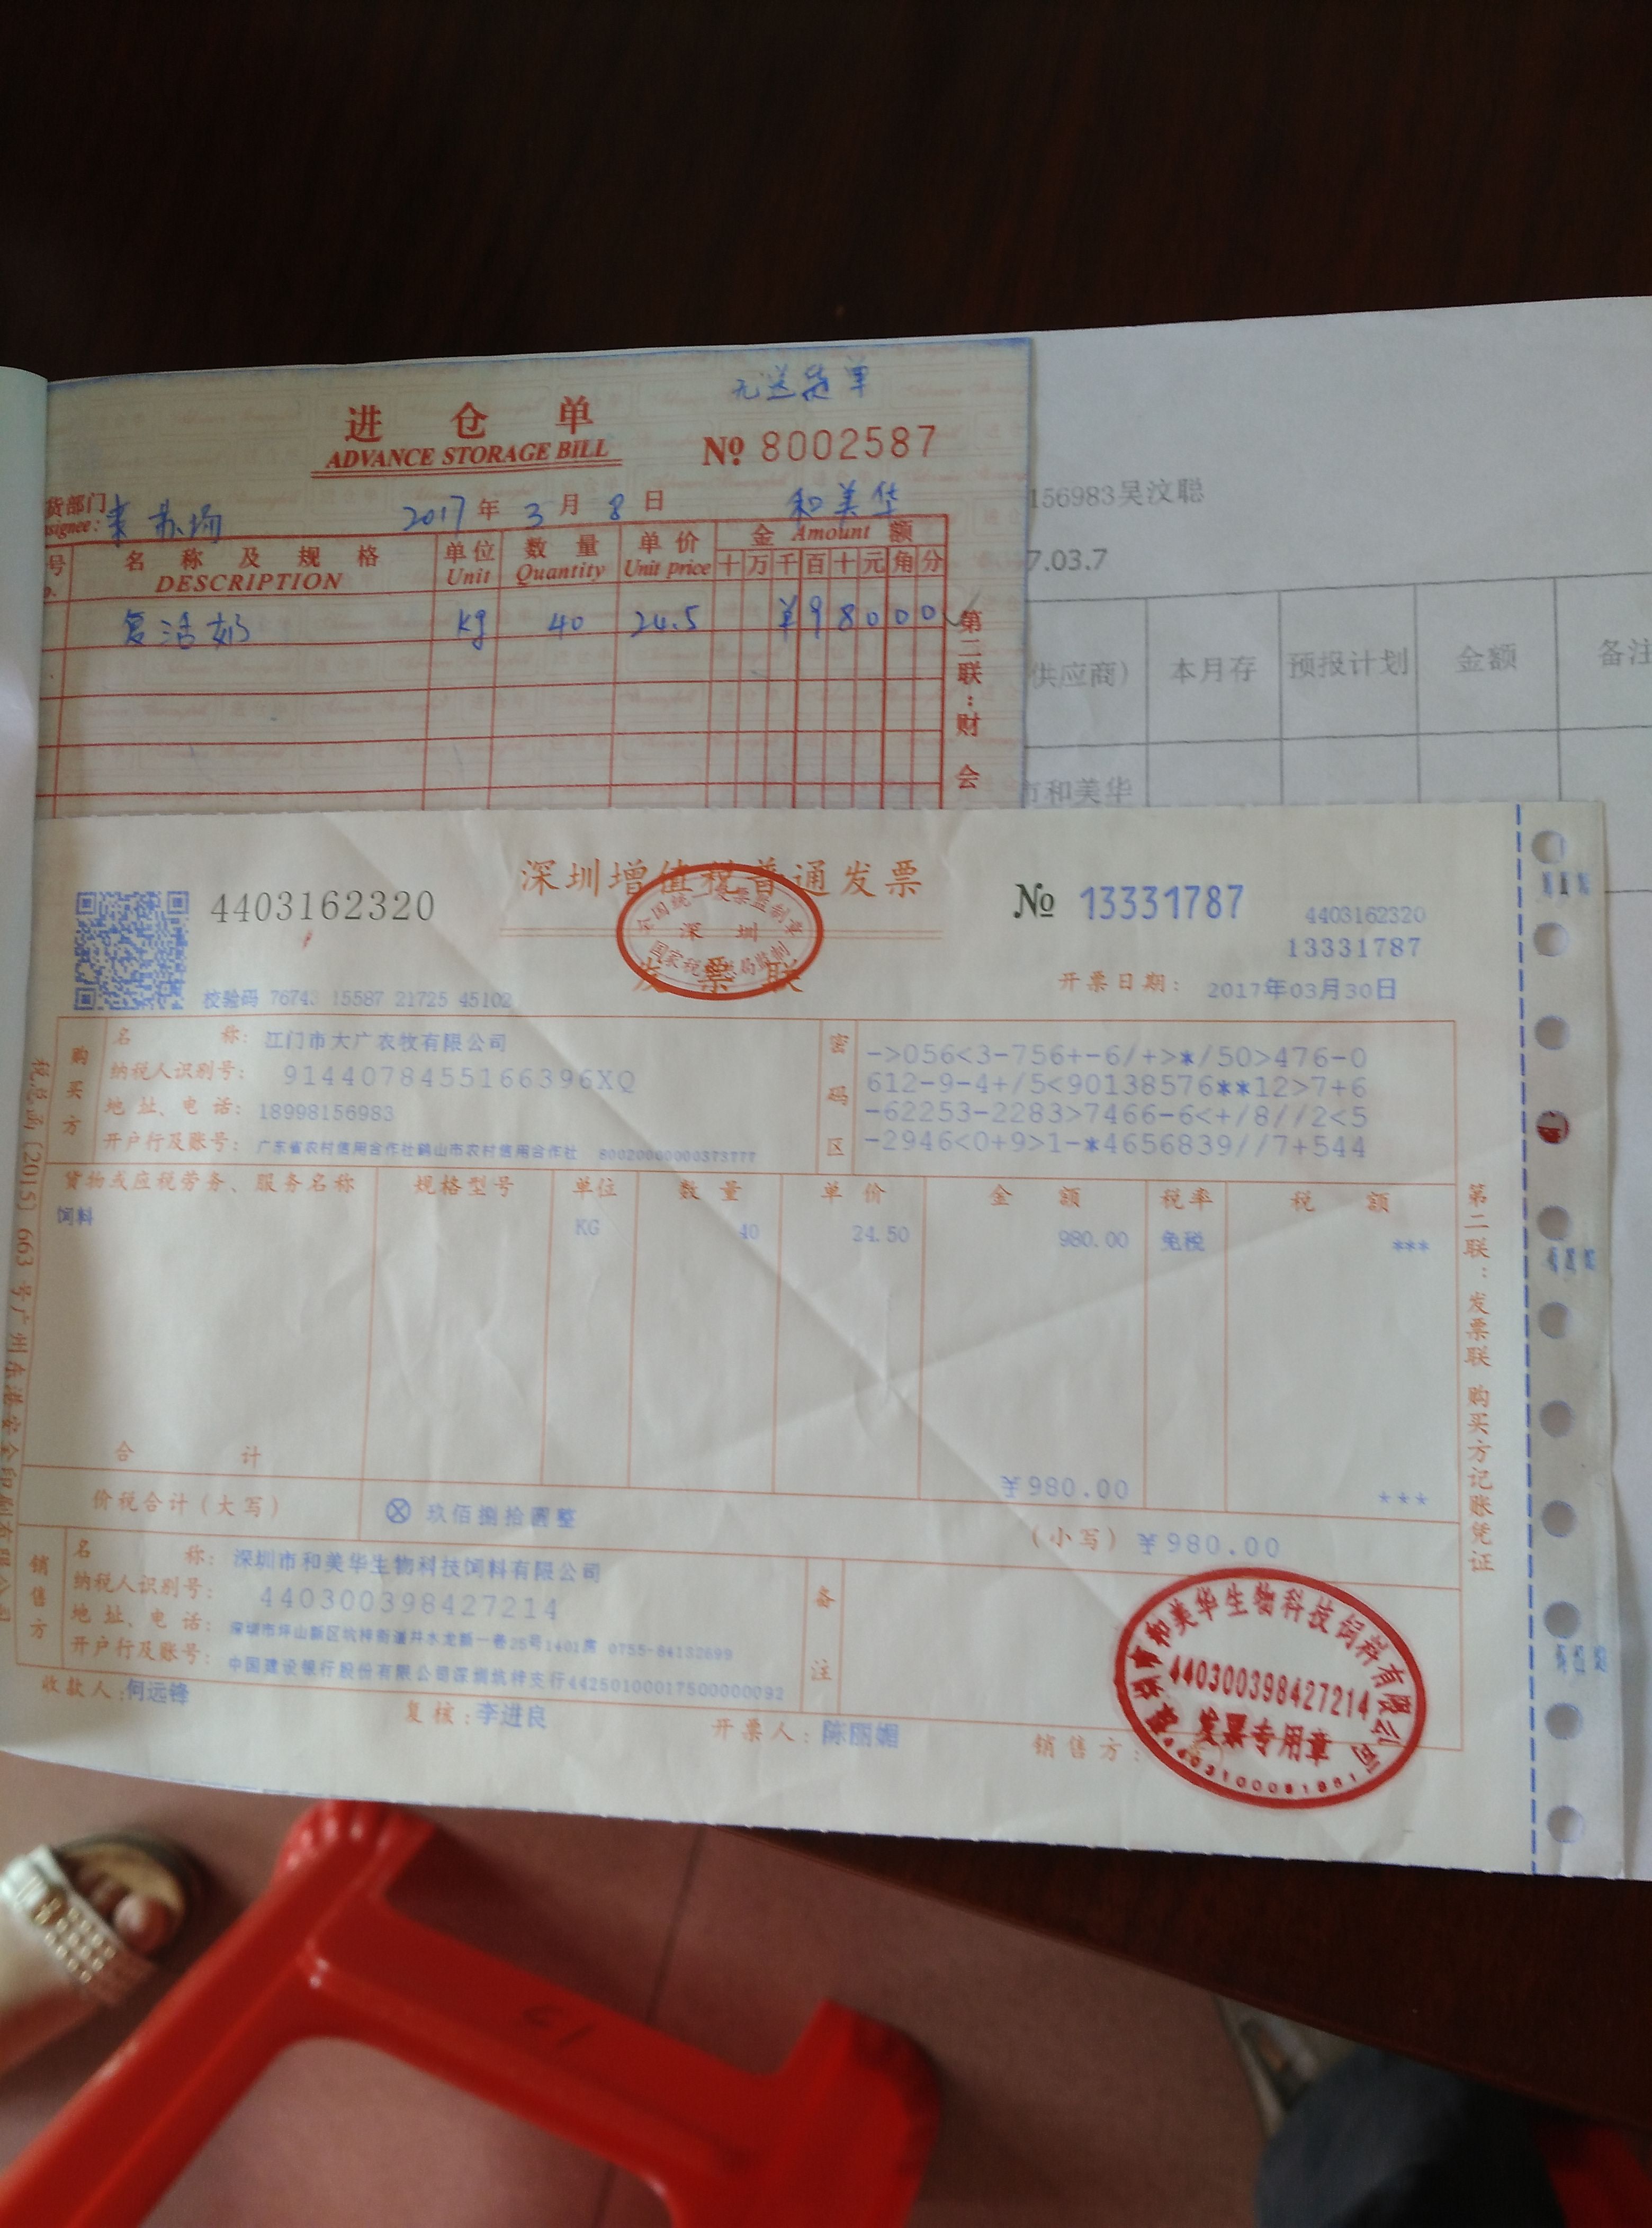 无送货单
进 仓 单
ADVANCE STORAGE BILL
№ 8002587
货部门
signee:
2017 年 3 月 8 日
和美华
号 名称及规格 单位 数量 单价 金 Amount 额
DESCRIPTION Unit Quantity Unit price 十 万 千 百 十 元 角 分
复活奶 kg 40 24.5 ¥ 9 8 0 0 0
第二联:财会
156983吴汶聪
7.03.7
供应商) 本月存 预报计划 金额 备注
市和美华
深圳增值税普通发票
4403162320
№ 13331787
4403162320
13331787
全国统一发票监制章
深 圳
国家税务总局监制
发 票 联
开票日期: 2017年03月30日
校验码 76743 15587 21725 45102
购买方
名 称: 江门市大广农牧有限公司
纳税人识别号: 91440784551663​96XQ
地 址、电 话: 18998156983
开户行及账号: 广东省农村信用合作社鹤山市农村信用合作社 80020000000373777
密码区
->056<3-756+-6/+>*/50>476-0
612-9-4+/5<90138576**12>7+6
-62253-2283>7466-6<+/8//2<5
-2946<0+9>1-*4656839//7+544
货物或应税劳务、服务名称 规格型号 单位 数 量 单 价 金 额 税率 税 额
饲料 KG 40 24.50 980.00 免税 ***
合 计 ¥980.00 ***
价税合计(大写) ⊗ 玖佰捌拾圆整 (小写) ¥980.00
销售方
名 称: 深圳市和美华生物科技饲料有限公司
纳税人识别号: 440300398427214
地 址、电 话: 深圳市坪山新区坑梓街道井水龙新一巷25号1401房 0755-84132699
开户行及账号: 中国建设银行股份有限公司深圳坑梓支行44250100017500000092
备注
收款人:何远锋 复核:李进良 开票人:陈丽媚 销售方:
深圳市和美华生物科技饲料有限公司
440300398427214
发票专用章
第二联:发票联 购买方记账凭证
税总函〔2015〕663号广州东港安全印刷有限公司